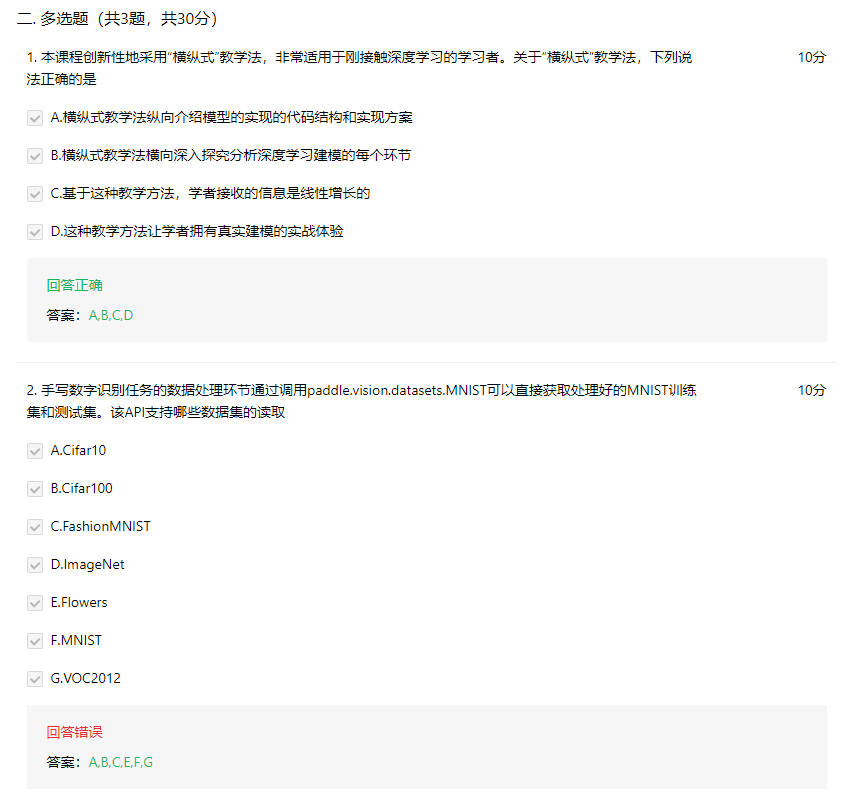 二. 多选题（共3题，共30分）
1. 本课程创新性地采用“横纵式”教学法，非常适用于刚接触深度学习的学习者。关于“横纵式”教学法，下列说 10分
法正确的是
A.横纵式教学法纵向介绍模型的实现的代码结构和实现方案
B.横纵式教学法横向深入探究分析深度学习建模的每个环节
C.基于这种教学方法，学者接收的信息是线性增长的
D.这种教学方法让学者拥有真实建模的实战体验
回答正确
答案：A,B,C,D
2. 手写数字识别任务的数据处理环节通过调用paddle.vision.datasets.MNIST可以直接获取处理好的MNIST训练 10分
集和测试集。该API支持哪些数据集的读取
A.Cifar10
B.Cifar100
C.FashionMNIST
D.ImageNet
E.Flowers
F.MNIST
G.VOC2012
回答错误
答案：A,B,C,E,F,G